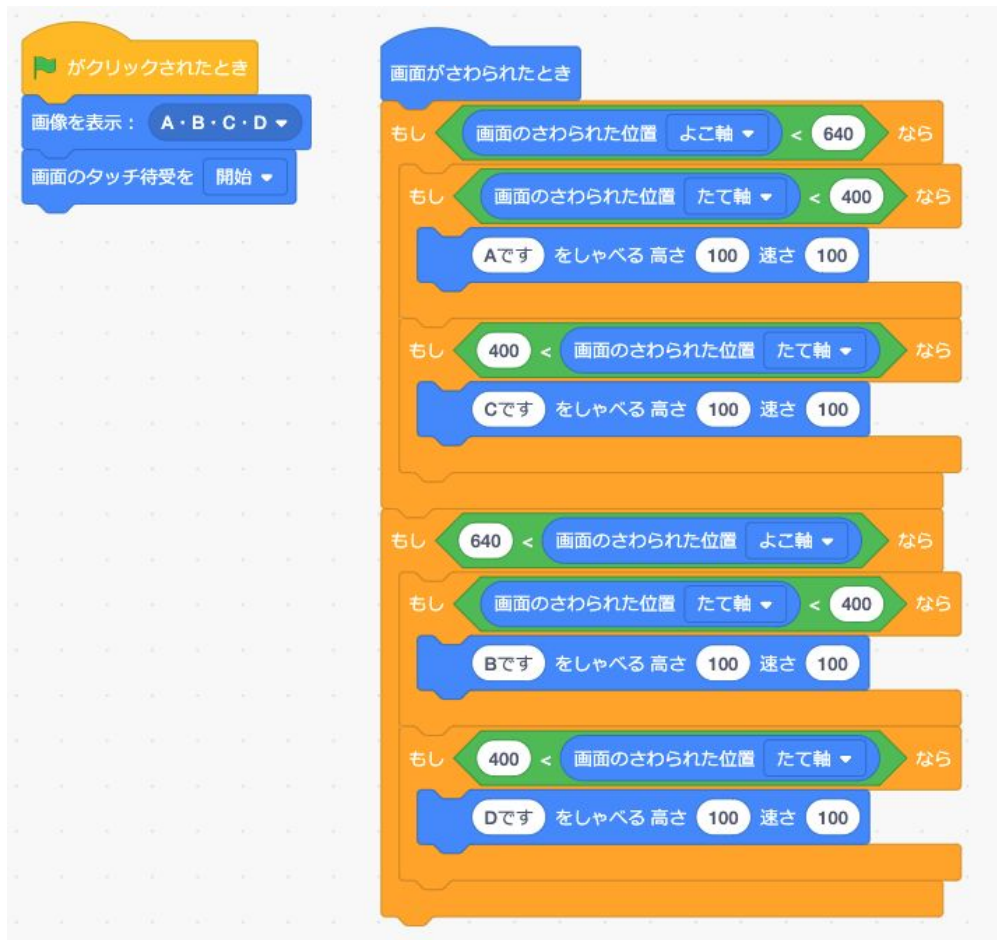 がクリックされたとき
画像を表示： A・B・C・D
画面のタッチ待受を 開始
画面がさわられたとき
もし 画面のさわられた位置 よこ軸 < 640 なら
もし 画面のさわられた位置 たて軸 < 400 なら
Aです をしゃべる 高さ 100 速さ 100
もし 400 < 画面のさわられた位置 たて軸 なら
Cです をしゃべる 高さ 100 速さ 100
もし 640 < 画面のさわられた位置 よこ軸 なら
もし 画面のさわられた位置 たて軸 < 400 なら
Bです をしゃべる 高さ 100 速さ 100
もし 400 < 画面のさわられた位置 たて軸 なら
Dです をしゃべる 高さ 100 速さ 100